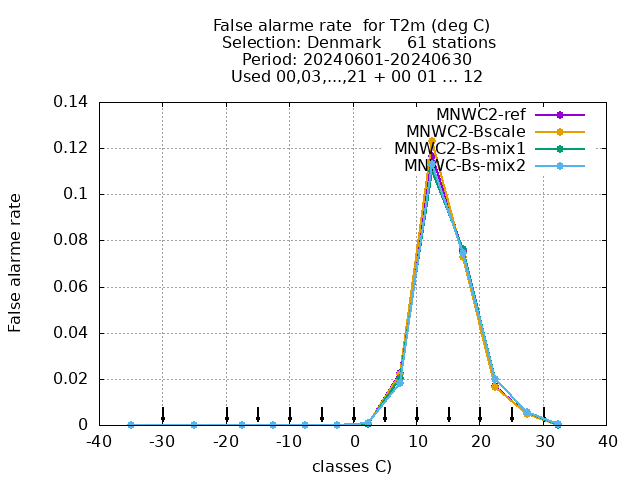 False alarme rate  for T2m (deg C)
Selection: Denmark     61 stations
Period: 20240601-20240630
Used 00,03,...,21 + 00 01 ... 12
MNWC2-ref
MNWC2-Bscale
MNWC2-Bs-mix1
MNWC-Bs-mix2
False alarme rate
0.14
0.12
0.1
0.08
0.06
0.04
0.02
0
-40 -30 -20 -10 0 10 20 30 40
classes C)